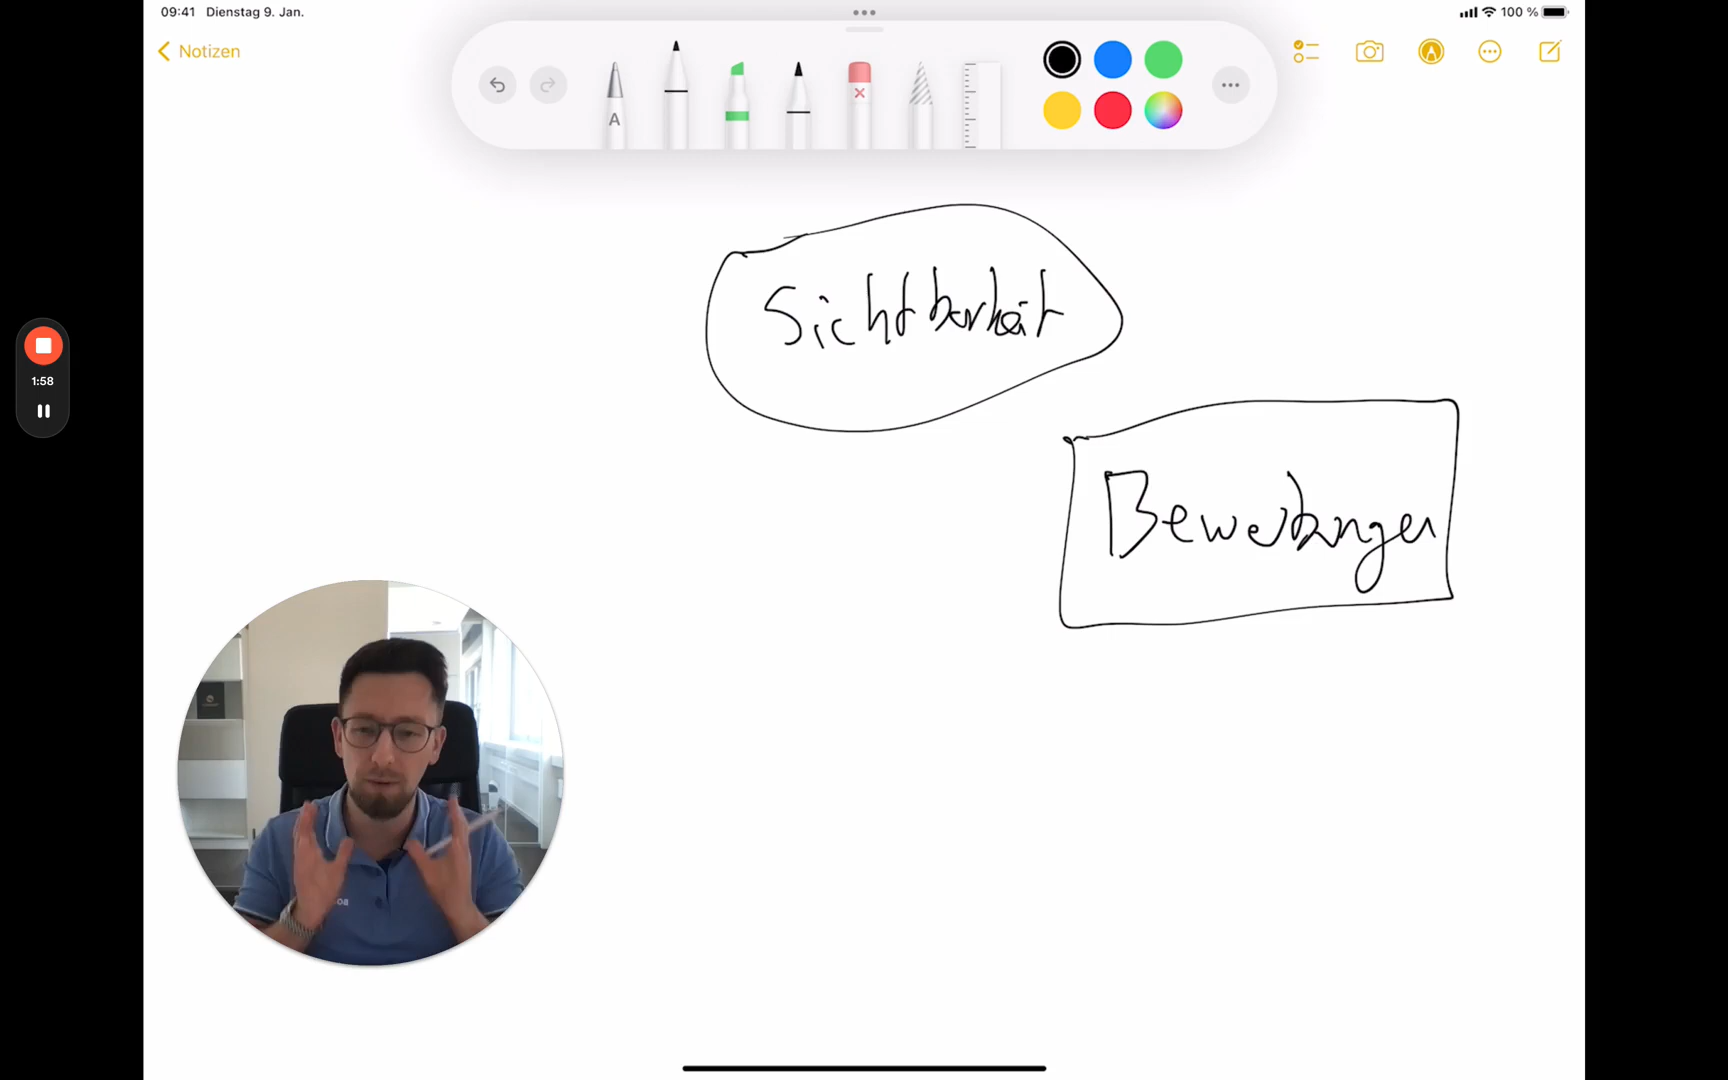 09:41 Dienstag 9. Jan.
100 %
Notizen
A
Sichtbarkeit
1:58
Bewerbungen